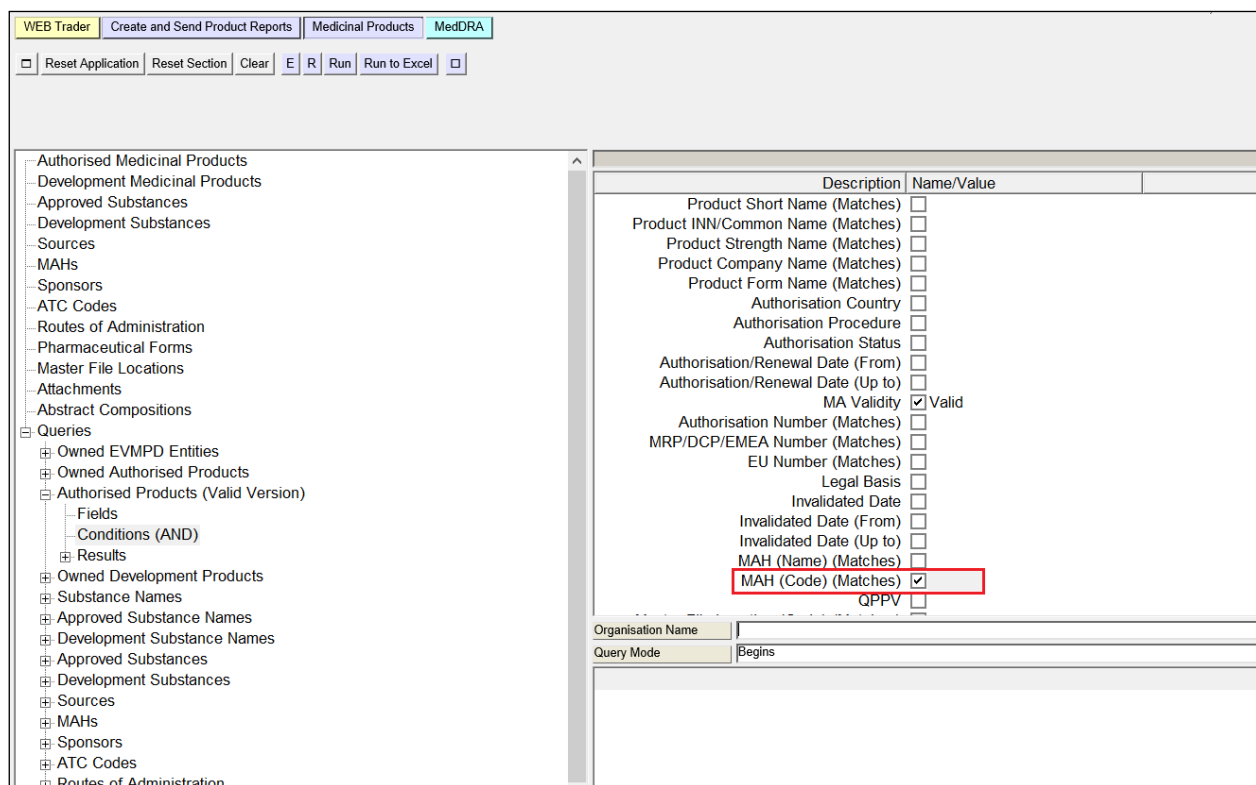 WEB Trader Create and Send Product Reports Medicinal Products MedDRA
Reset Application Reset Section Clear E R Run Run to Excel
Authorised Medicinal Products
Development Medicinal Products
Approved Substances
Development Substances
Sources
MAHs
Sponsors
ATC Codes
Routes of Administration
Pharmaceutical Forms
Master File Locations
Attachments
Abstract Compositions
Queries
Owned EVMPD Entities
Owned Authorised Products
Authorised Products (Valid Version)
Fields
Conditions (AND)
Results
Owned Development Products
Substance Names
Approved Substance Names
Development Substance Names
Approved Substances
Development Substances
Sources
MAHs
Sponsors
ATC Codes
Routes of Administration
Description Name/Value
Product Short Name (Matches)
Product INN/Common Name (Matches)
Product Strength Name (Matches)
Product Company Name (Matches)
Product Form Name (Matches)
Authorisation Country
Authorisation Procedure
Authorisation Status
Authorisation/Renewal Date (From)
Authorisation/Renewal Date (Up to)
MA Validity Valid
Authorisation Number (Matches)
MRP/DCP/EMEA Number (Matches)
EU Number (Matches)
Legal Basis
Invalidated Date
Invalidated Date (From)
Invalidated Date (Up to)
MAH (Name) (Matches)
MAH (Code) (Matches)
QPPV
Organisation Name
Query Mode Begins